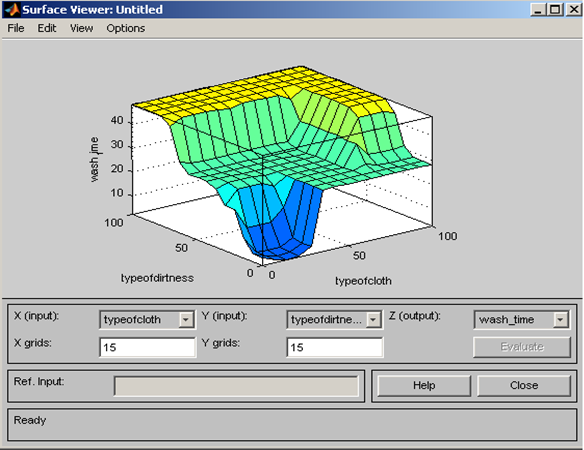 Surface Viewer: Untitled
File Edit View Options
40
30
20
10
wash_time
100
50
0
typeofdirtness
0
50
100
typeofcloth
X (input): typeofcloth Y (input): typeofdirtne... Z (output): wash_time
X grids: 15 Y grids: 15 Evaluate
Ref. Input: Help Close
Ready